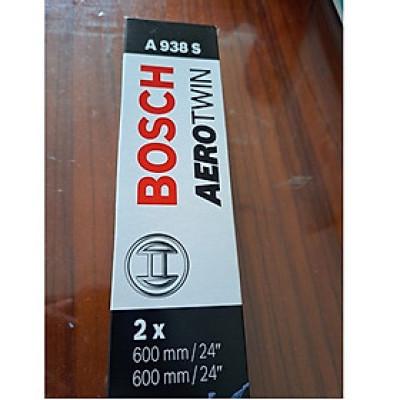 A 938 S
BOSCH
AEROTWIN
2 x
600 mm/24"
600 mm/24"